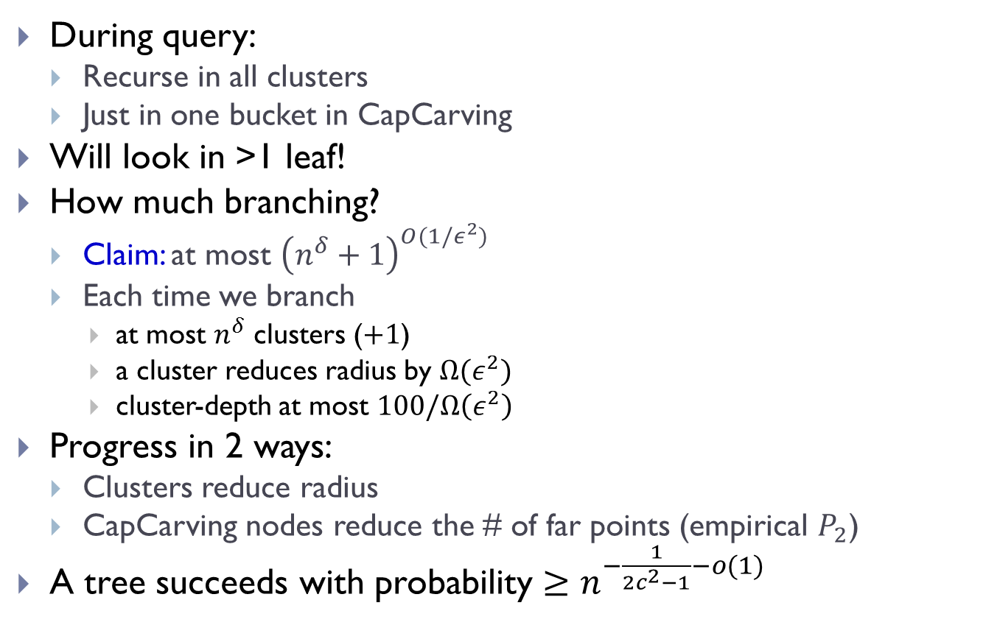 During query:
Recurse in all clusters
Just in one bucket in CapCarving
Will look in >1 leaf!
How much branching?
Claim: at most $(n^{\delta} + 1)^{O(1/\epsilon^2)}$
Each time we branch
at most $n^{\delta}$ clusters (+1)
a cluster reduces radius by $\Omega(\epsilon^2)$
cluster-depth at most $100/\Omega(\epsilon^2)$
Progress in 2 ways:
Clusters reduce radius
CapCarving nodes reduce the # of far points (empirical $P_2$)
A tree succeeds with probability $\geq n^{-\frac{1}{2c^2-1}-o(1)}$